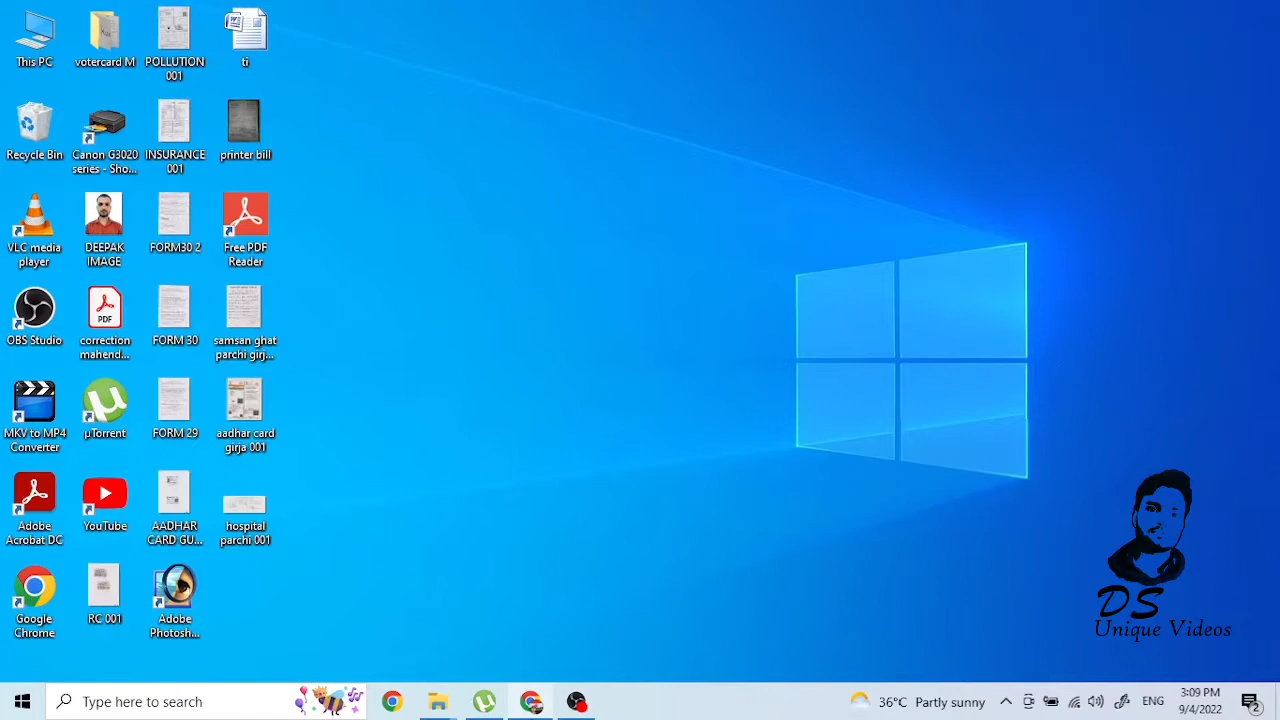 This PC
votercard M
POLLUTION
001
ti
Recycle Bin
Canon G3020
series - Sho...
INSURANCE
001
printer bill
VLC media
player
DEEPAK
IMAGE
FORM30 2
Free PDF
Reader
OBS Studio
PDF
correction
mahend...
FORM 30
samsan ghat
parchi girj...
MKV to MP4
Converter
µTorrent
FORM 29
aadhar card
girja 001
Adobe
Acrobat DC
YouTube
AADHAR
CARD GU...
hospital
parchi 001
Google
Chrome
RC 001
Adobe
Photosh...
DS
Unique Videos
Type here to search
36°C Partly sunny
ENG
3:09 PM
9/4/2022
2